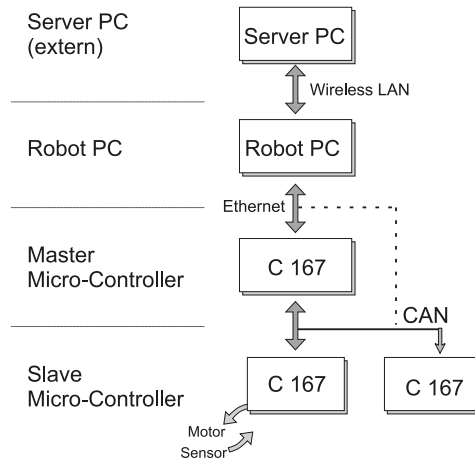 Server PC
(extern)
Server PC
Wireless LAN
Robot PC
Robot PC
Ethernet
Master
Micro-Controller
C 167
CAN
Slave
Micro-Controller
C 167
C 167
Motor
Sensor